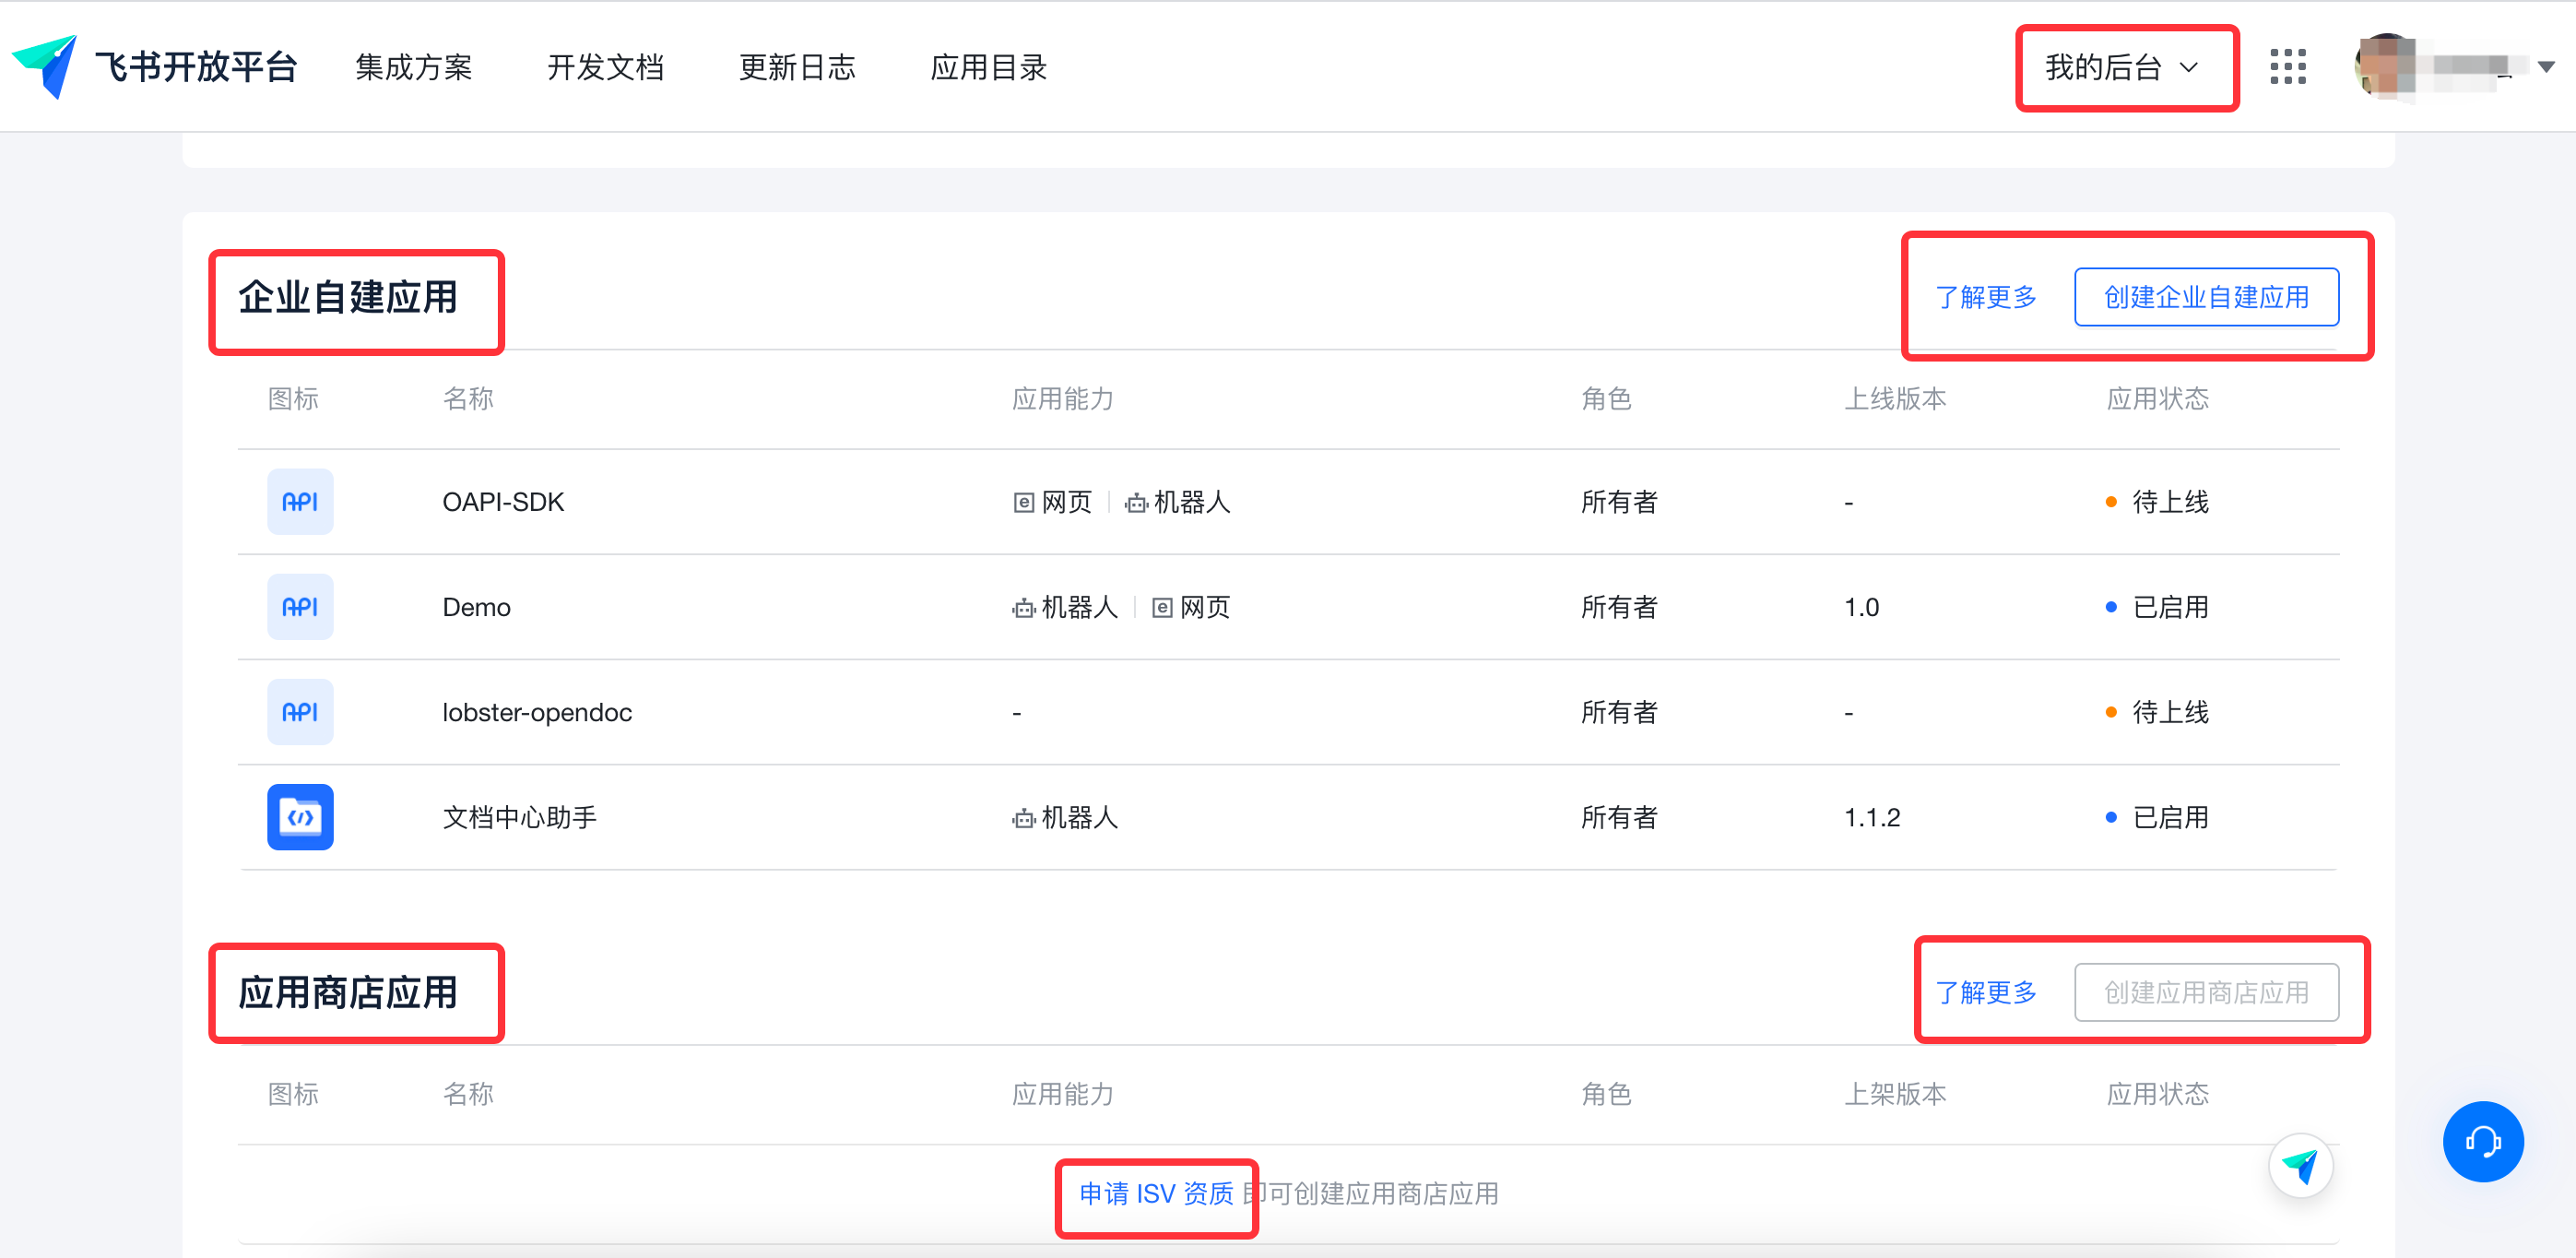 飞书开放平台 集成方案 开发文档 更新日志 应用目录 我的后台
企业自建应用 了解更多 创建企业自建应用
图标 名称 应用能力 角色 上线版本 应用状态
API OAPI-SDK 网页 机器人 所有者 - 待上线
API Demo 机器人 网页 所有者 1.0 已启用
API lobster-opendoc - 所有者 - 待上线
文档中心助手 机器人 所有者 1.1.2 已启用
应用商店应用 了解更多 创建应用商店应用
图标 名称 应用能力 角色 上架版本 应用状态
申请 ISV 资质 即可创建应用商店应用